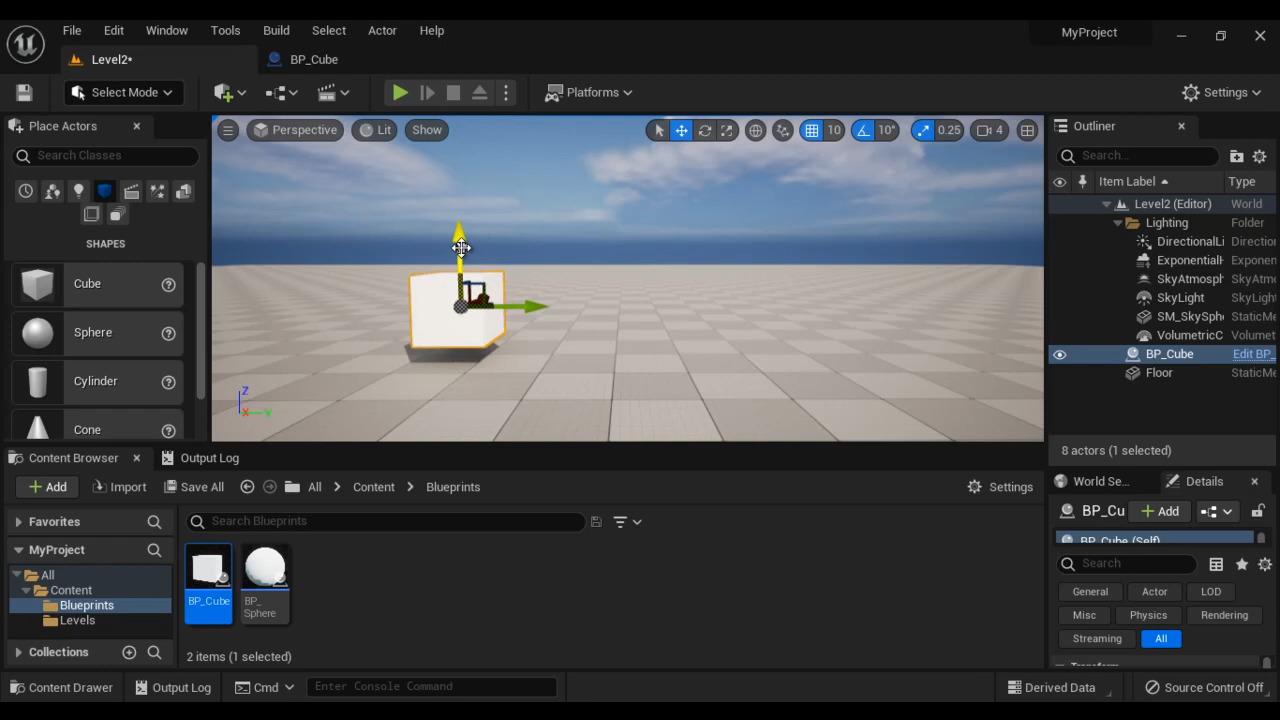 File Edit Window Tools Build Select Actor Help
MyProject
Level2*
BP_Cube
Select Mode
Platforms
Settings
Place Actors
Search Classes
SHAPES
Cube
Sphere
Cylinder
Cone
Perspective
Lit
Show
10
10°
0.25
4
Z
X
Y
Outliner
Search...
Item Label
Type
Level2 (Editor)
World
Lighting
Folder
DirectionalLi
Direction
ExponentialH
Exponen
SkyAtmosph
SkyAtmo
SkyLight
SkyLight
SM_SkySphe
StaticMe
VolumetricC
Volumet
BP_Cube
Edit BP_
Floor
StaticMe
8 actors (1 selected)
Content Browser
Output Log
Add
Import
Save All
All
Content
Blueprints
Settings
Favorites
MyProject
All
Content
Blueprints
Levels
Collections
Search Blueprints
BP_Cube
BP_
Sphere
2 items (1 selected)
World Se...
Details
BP_Cu
Add
BP_Cube (Self)
Search
General
Actor
LOD
Misc
Physics
Rendering
Streaming
All
Transform
Content Drawer
Output Log
Cmd
Enter Console Command
Derived Data
Source Control Off